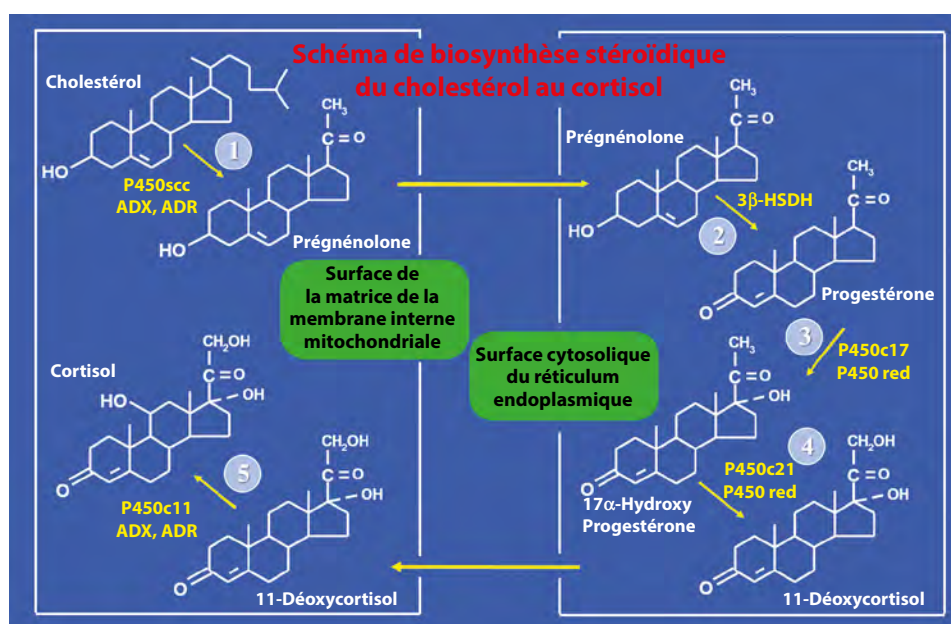 Schéma de biosynthèse stéroïdique
du cholestérol au cortisol
Cholestérol
HO
1
P450scc
ADX, ADR
CH3
C=O
HO
Prégnénolone
Prégnénolone
CH3
C=O
HO
2
3β-HSDH
CH3
C=O
O
Progestérone
Surface de
la matrice de la
membrane interne
mitochondriale
Surface cytosolique
du réticulum
endoplasmique
3
P450c17
P450 red
CH3
C=O
OH
O
17α-Hydroxy
Progestérone
4
P450c21
P450 red
CH2OH
C=O
OH
O
11-Déoxycortisol
CH2OH
C=O
OH
O
11-Déoxycortisol
5
P450c11
ADX, ADR
Cortisol
CH2OH
C=O
OH
HO
O